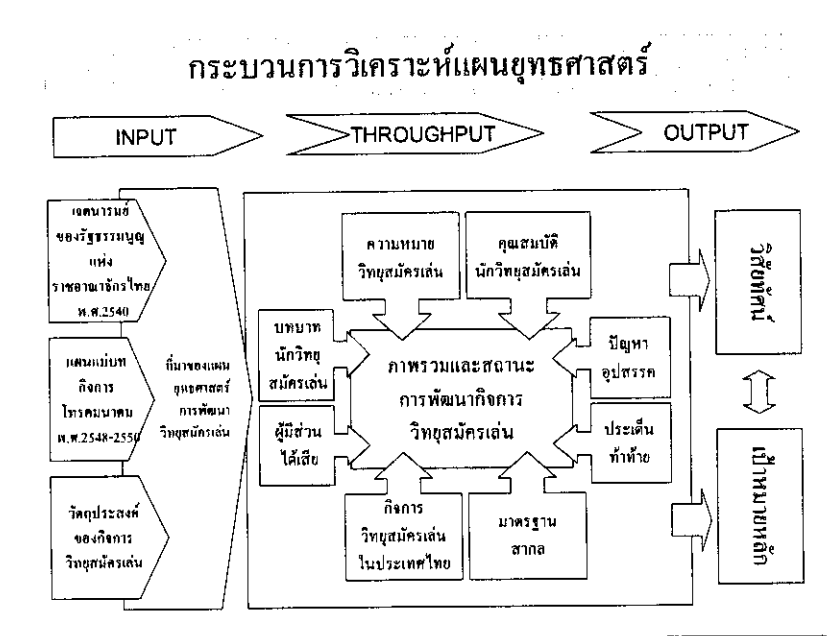 กระบวนการวิเคราะห์แผนยุทธศาสตร์
INPUT
THROUGHPUT
OUTPUT
เจตนารมย์
ของรัฐธรรมนูญ
แห่ง
ราชอาณาจักรไทย
พ.ศ.2540
แผนแม่บท
กิจการ
โทรคมนาคม
พ.ศ.2548-2550
วัตถุประสงค์
ของกิจการ
วิทยุสมัครเล่น
ที่มาของแผน
ยุทธศาสตร์
การพัฒนา
วิทยุสมัครเล่น
ความหมาย
วิทยุสมัครเล่น
คุณสมบัติ
นักวิทยุสมัครเล่น
บทบาท
นักวิทยุ
สมัครเล่น
ผู้มีส่วน
ได้เสีย
ภาพรวมและสถานะ
การพัฒนากิจการ
วิทยุสมัครเล่น
ปัญหา
อุปสรรค
ประเด็น
ท้าท้าย
กิจการ
วิทยุสมัครเล่น
ในประเทศไทย
มาตรฐาน
สากล
วิสัยทัศน์
เป้าหมายหลัก